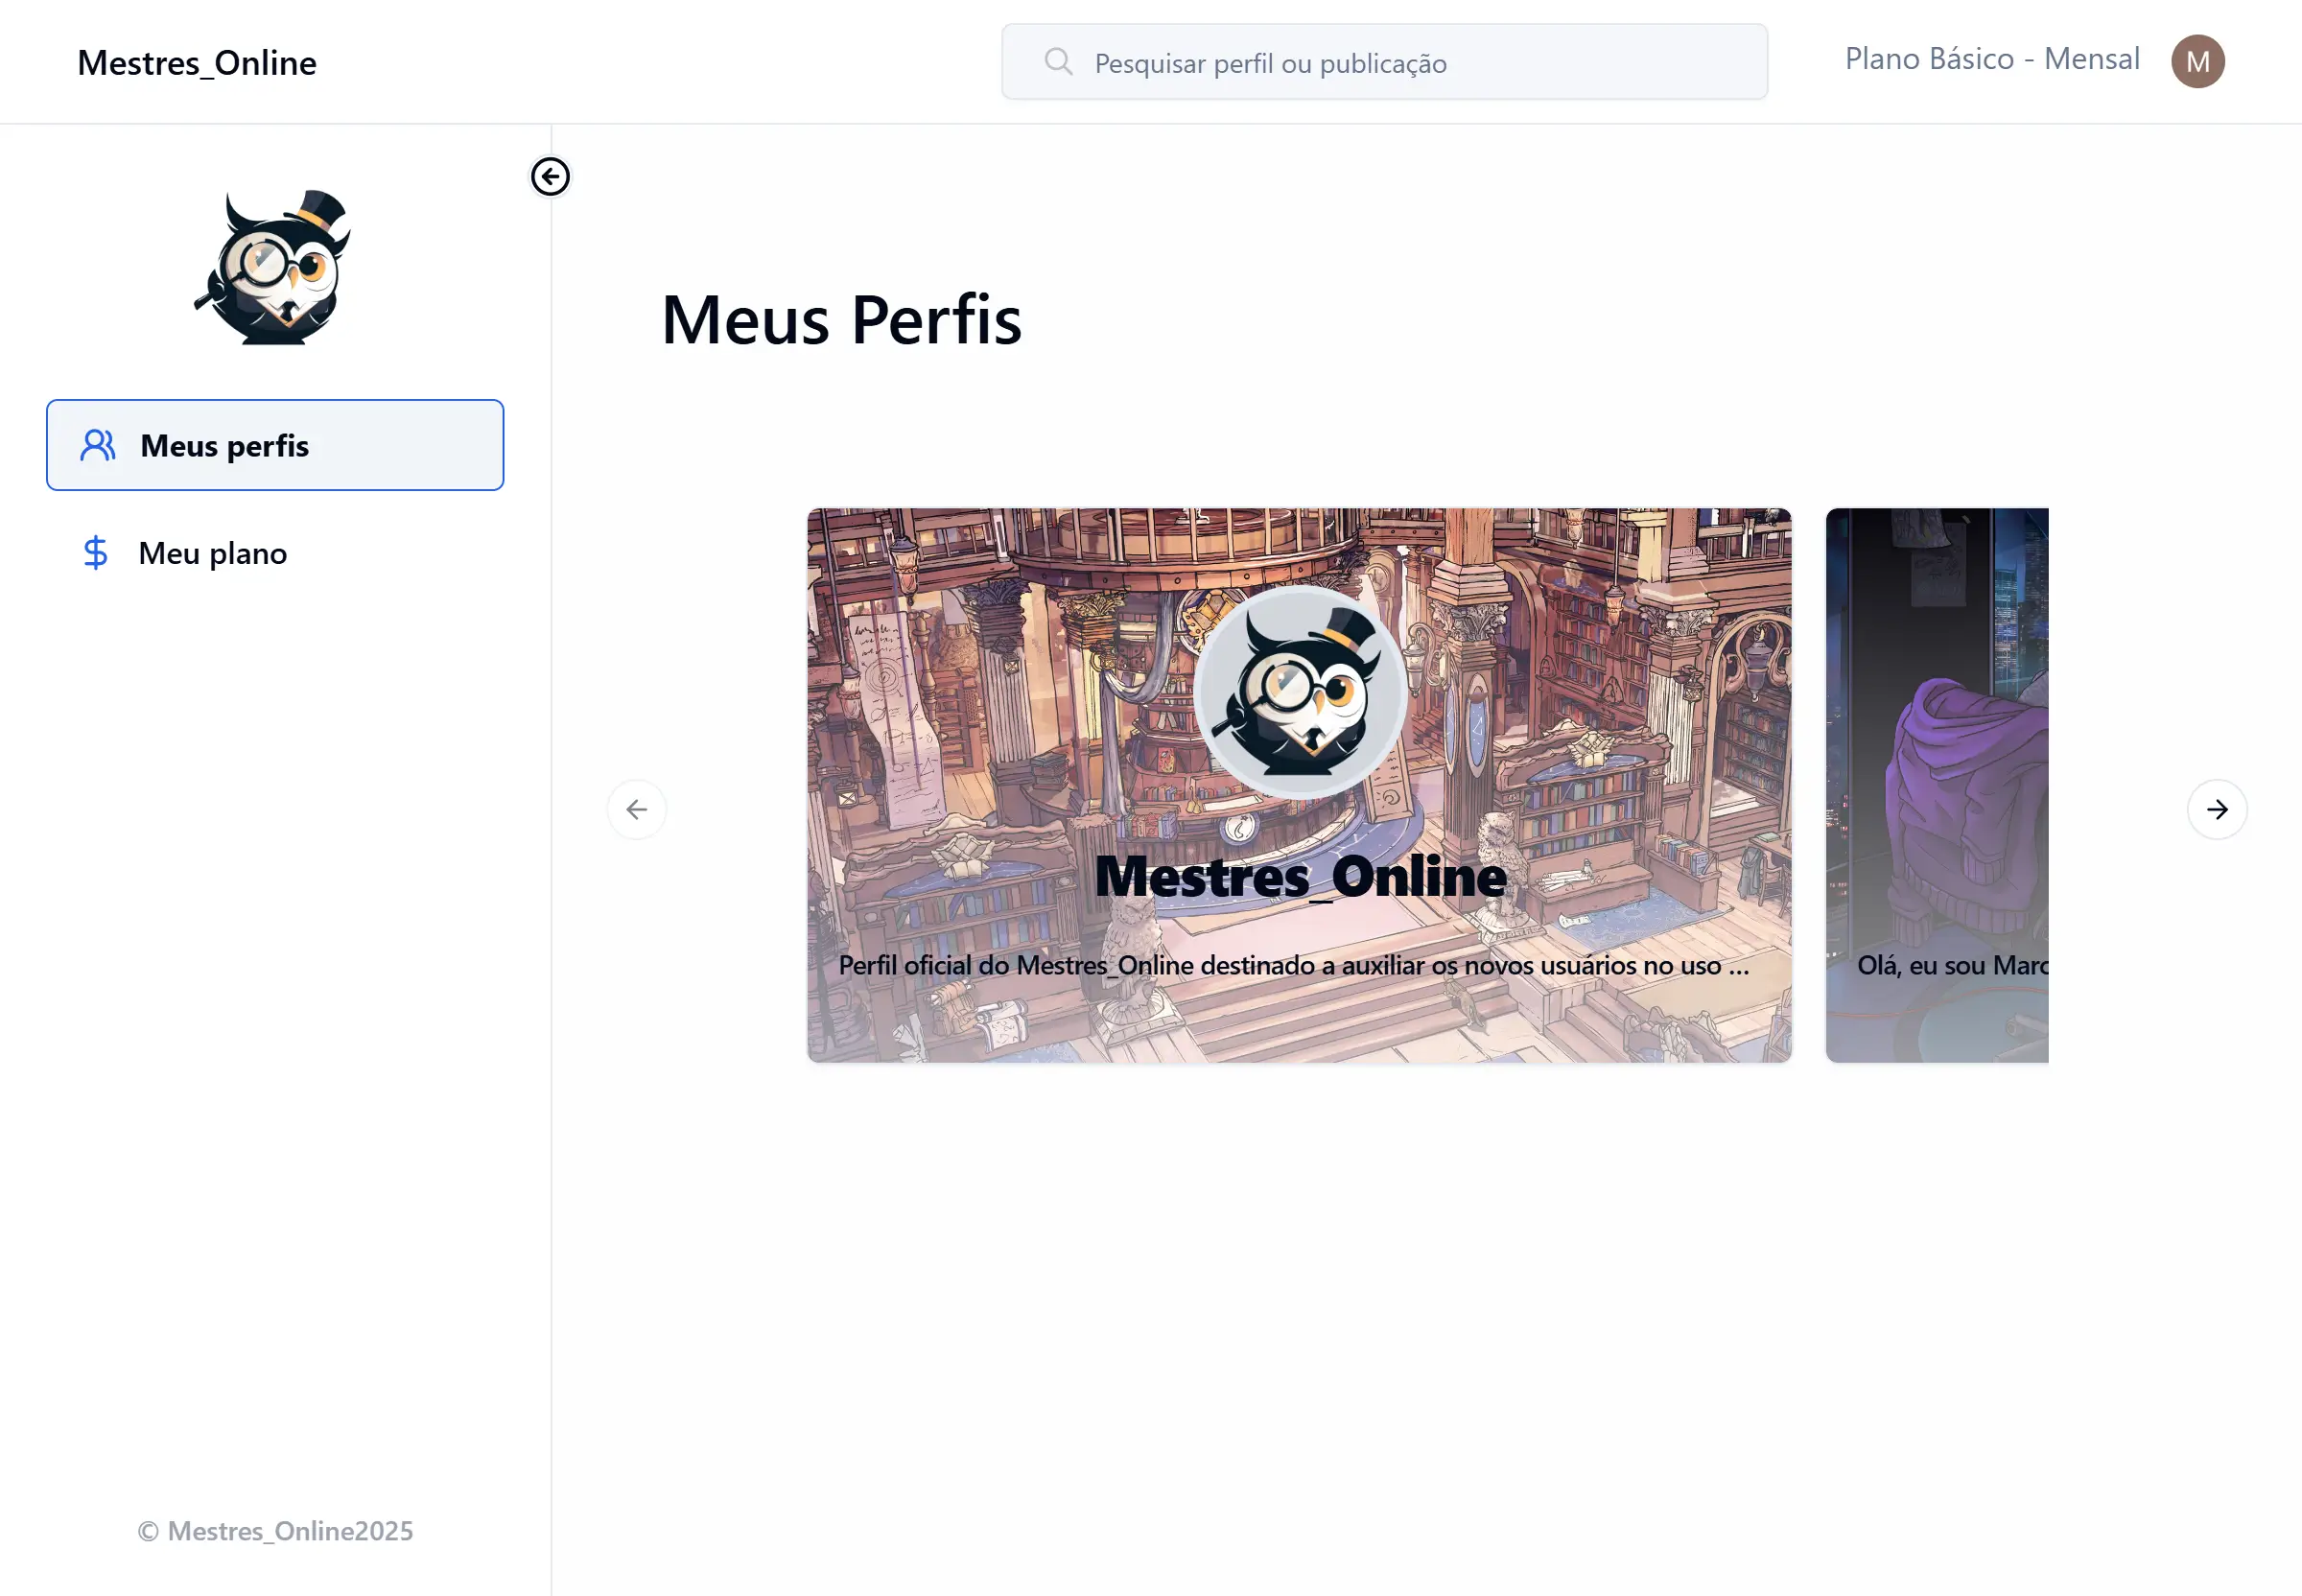 Mestres_Online
Pesquisar perfil ou publicação
Plano Básico - Mensal
M
Meus perfis
Meu plano
Meus Perfis
Mestres_Online
Perfil oficial do Mestres_Online destinado a auxiliar os novos usuários no uso ...
Olá, eu sou Marc
© Mestres_Online2025